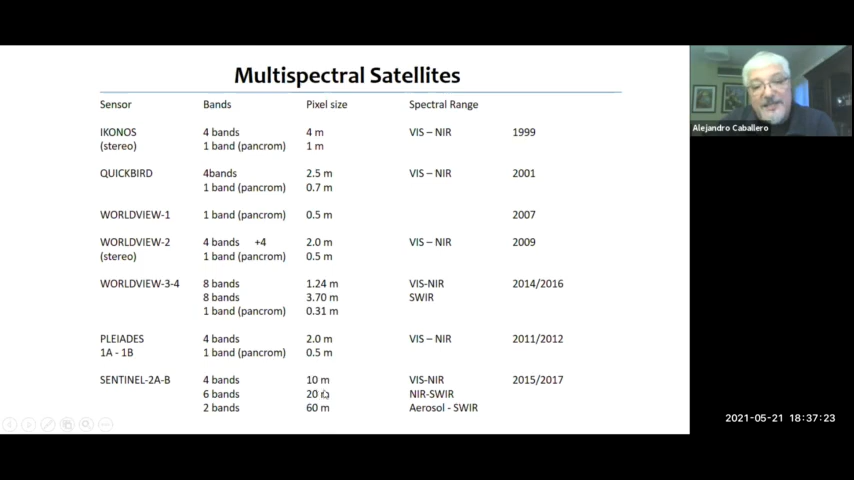 Multispectral Satellites
Sensor Bands Pixel size Spectral Range
IKONOS 4 bands 4 m VIS – NIR 1999
(stereo) 1 band (pancrom) 1 m
QUICKBIRD 4bands 2.5 m VIS – NIR 2001
1 band (pancrom) 0.7 m
WORLDVIEW-1 1 band (pancrom) 0.5 m 2007
WORLDVIEW-2 4 bands +4 2.0 m VIS – NIR 2009
(stereo) 1 band (pancrom) 0.5 m
WORLDVIEW-3-4 8 bands 1.24 m VIS-NIR 2014/2016
8 bands 3.70 m SWIR
1 band (pancrom) 0.31 m
PLEIADES 4 bands 2.0 m VIS – NIR 2011/2012
1A - 1B 1 band (pancrom) 0.5 m
SENTINEL-2A-B 4 bands 10 m VIS-NIR 2015/2017
6 bands 20 m NIR-SWIR
2 bands 60 m Aerosol - SWIR
Alejandro Caballero
2021-05-21 18:37:23